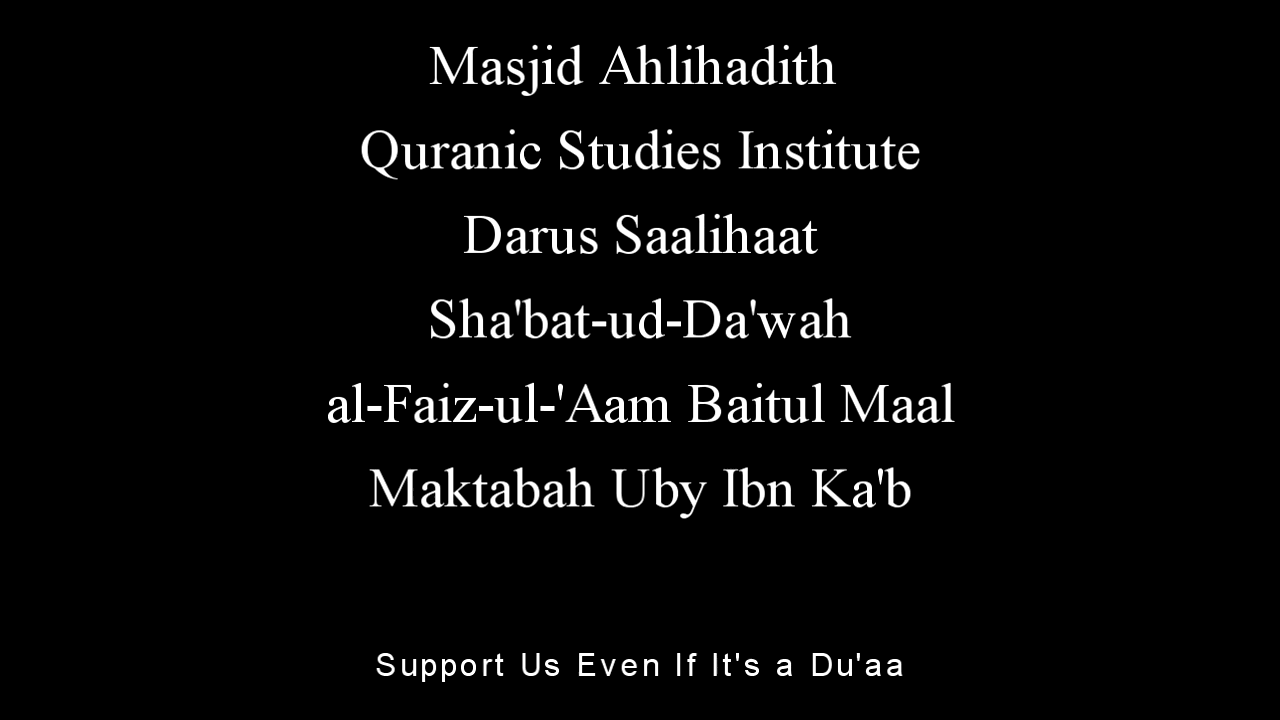 Masjid Ahlihadith
Quranic Studies Institute
Darus Saalihaat
Sha'bat-ud-Da'wah
al-Faiz-ul-'Aam Baitul Maal
Maktabah Uby Ibn Ka'b
Support Us Even If It's a Du'aa